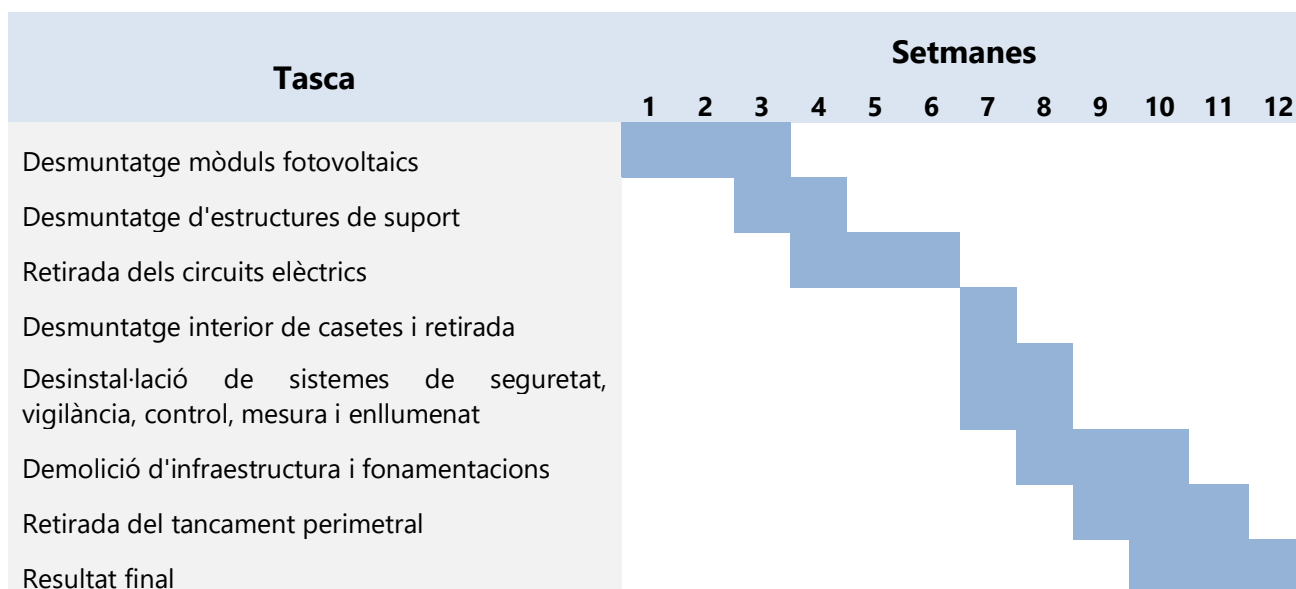 Tasca
Setmanes
1 2 3 4 5 6 7 8 9 10 11 12
Desmuntatge mòduls fotovoltaics
Desmuntatge d'estructures de suport
Retirada dels circuits elèctrics
Desmuntatge interior de casetes i retirada
Desinstal·lació de sistemes de seguretat,
vigilància, control, mesura i enllumenat
Demolició d'infraestructura i fonamentacions
Retirada del tancament perimetral
Resultat final